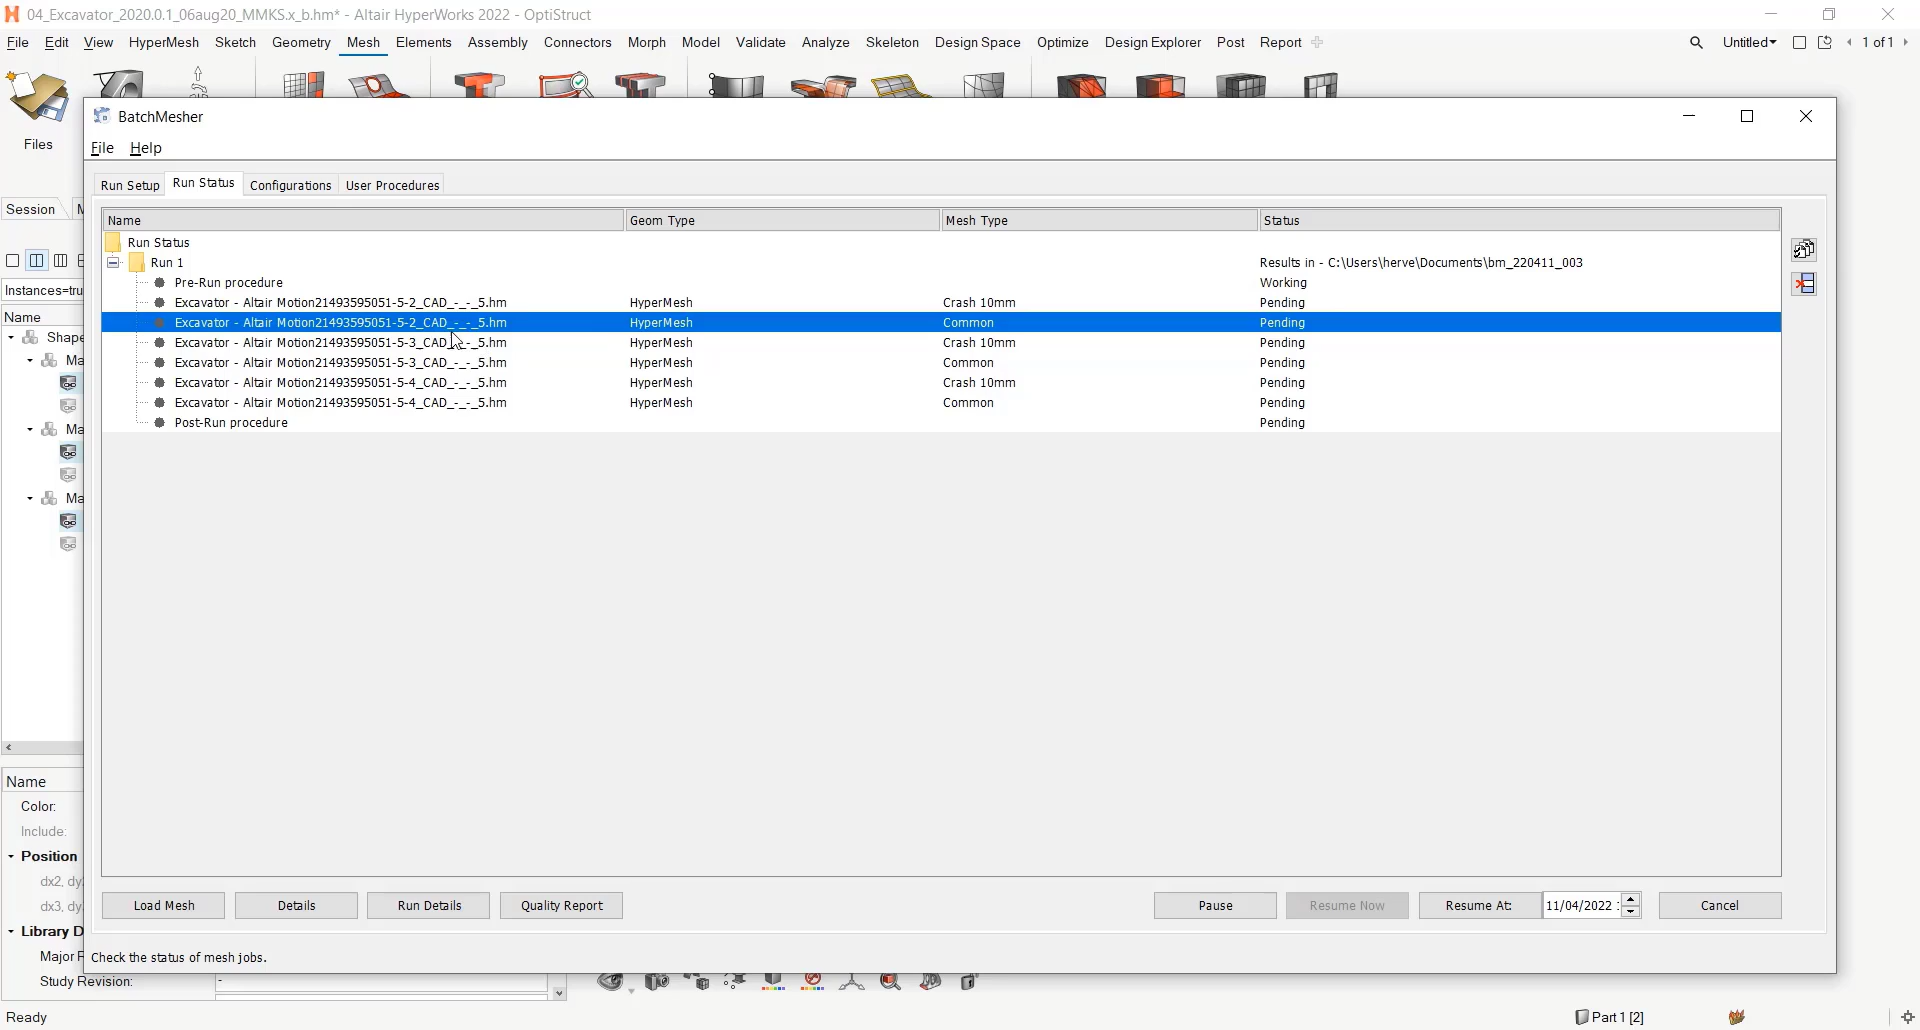 04_Excavator_2020.0.1_06aug20_MMKS.x_b.hm* - Altair HyperWorks 2022 - OptiStruct
File Edit View HyperMesh Sketch Geometry Mesh Elements Assembly Connectors Morph Model Validate Analyze Skeleton Design Space Optimize Design Explorer Post Report Untitled 1 of 1
Files
BatchMesher
File Help
Run Setup Run Status Configurations User Procedures
Session
Name Geom Type Mesh Type Status
Run Status
Run 1 Results in - C:\Users\herve\Documents\bm_220411_003
Pre-Run procedure Working
Instances=tru
Excavator - Altair Motion21493595051-5-2_CAD_-_-_5.hm HyperMesh Crash 10mm Pending
Name
Excavator - Altair Motion21493595051-5-2_CAD_-_-_5.hm HyperMesh Common Pending
Shape
Excavator - Altair Motion21493595051-5-3_CAD_-_-_5.hm HyperMesh Crash 10mm Pending
Ma
Excavator - Altair Motion21493595051-5-3_CAD_-_-_5.hm HyperMesh Common Pending
Excavator - Altair Motion21493595051-5-4_CAD_-_-_5.hm HyperMesh Crash 10mm Pending
Excavator - Altair Motion21493595051-5-4_CAD_-_-_5.hm HyperMesh Common Pending
Post-Run procedure Pending
Ma
Ma
Name
Color:
Include:
Position
dx2, dy
dx3, dy
Load Mesh Details Run Details Quality Report Pause Resume Now Resume At: 11/04/2022 : Cancel
Library D
Major R
Check the status of mesh jobs.
Study Revision: -
Ready Part 1 [2]